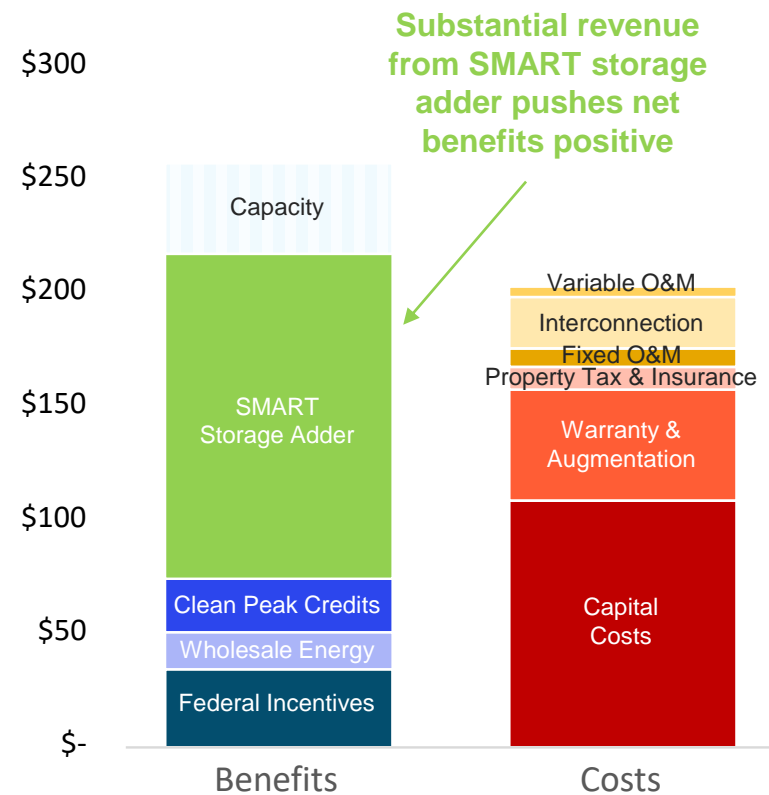 Substantial revenue
from SMART storage
adder pushes net
benefits positive
$300
$250
$200
$150
$100
$50
$-
Capacity
SMART
Storage Adder
Clean Peak Credits
Wholesale Energy
Federal Incentives
Variable O&M
Interconnection
Fixed O&M
Property Tax & Insurance
Warranty &
Augmentation
Capital
Costs
Benefits
Costs